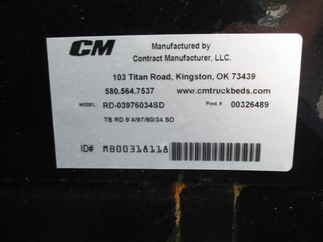 CM
Manufactured by
Contract Manufacturer, LLC.
103 Titan Road, Kingston, OK 73439
580.564.7537 www.cmtruckbeds.com
MODEL: RD-03976034SD Prod. # 00326489
TB RD 9'4/97/60/34 SD
ID# MB00318118